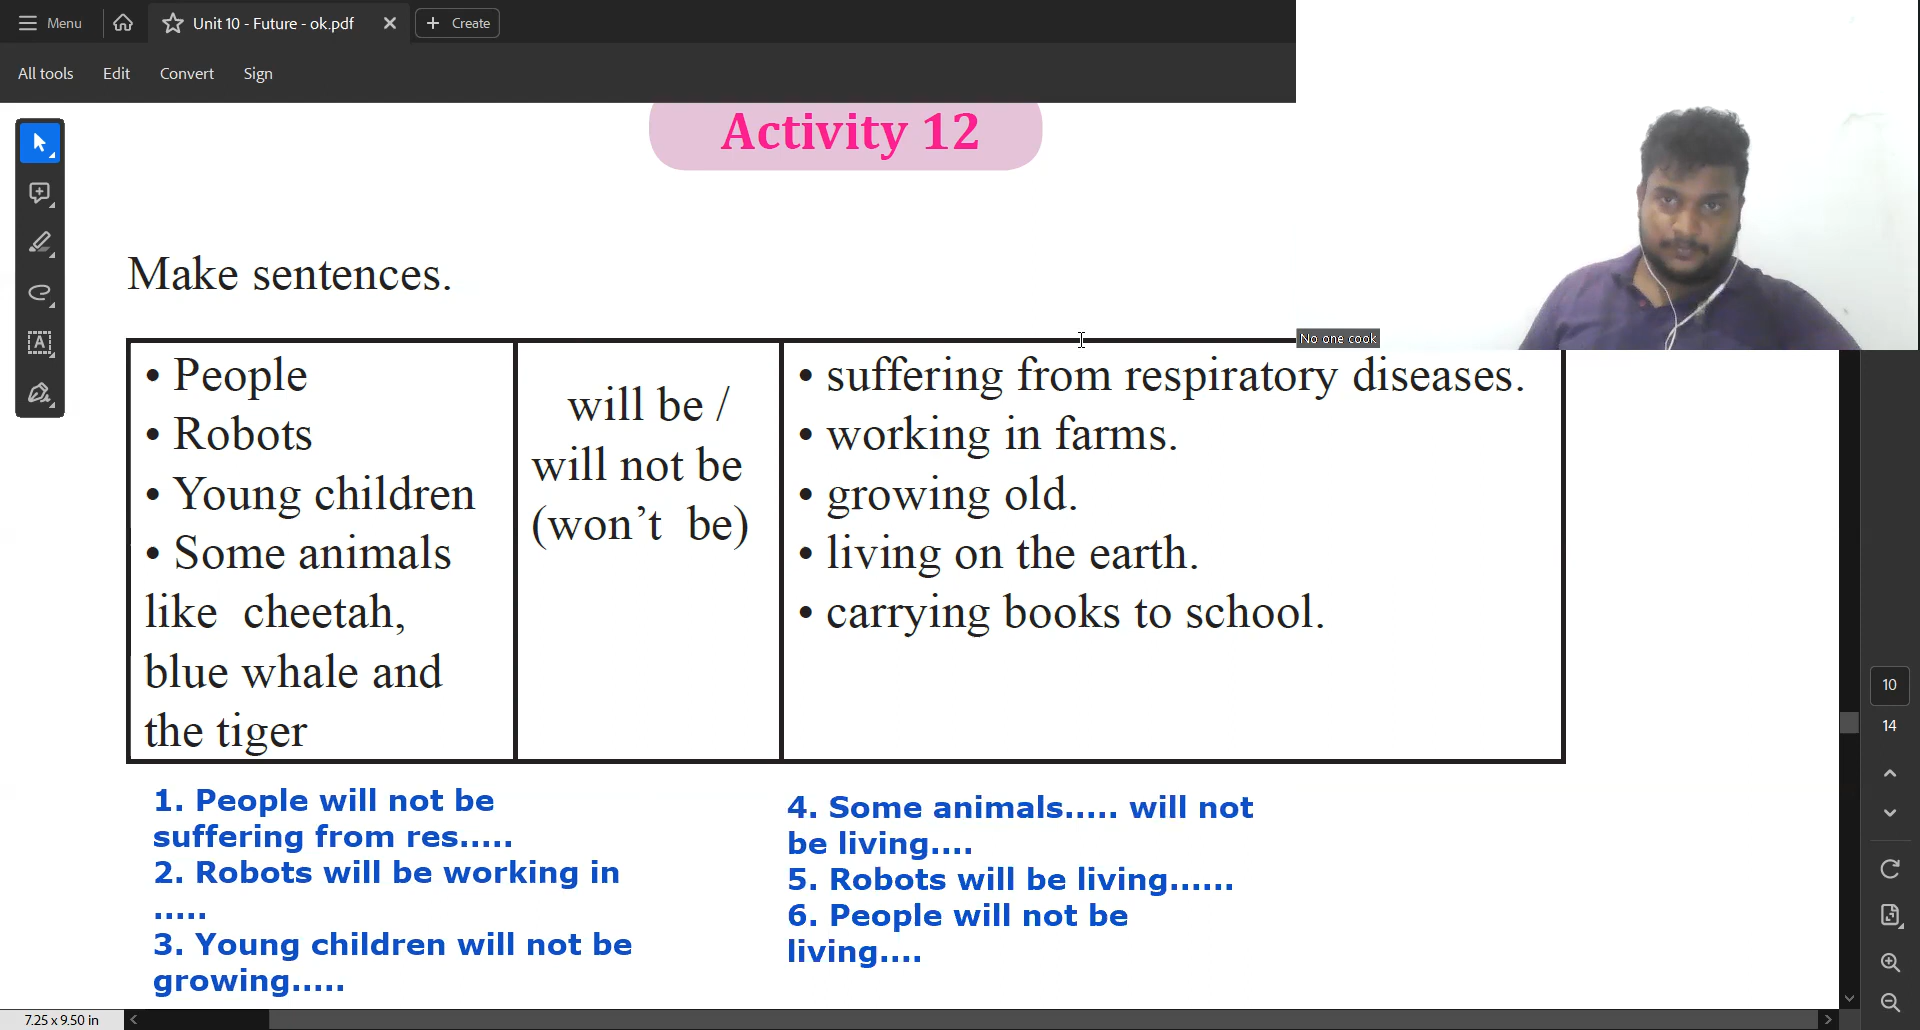 Menu
Unit 10 - Future - ok.pdf
Create
All tools Edit Convert Sign
Activity 12
Make sentences.
• People
• Robots
• Young children
• Some animals
like cheetah,
blue whale and
the tiger
will be /
will not be
(won't be)
No one cook
• suffering from respiratory diseases.
• working in farms.
• growing old.
• living on the earth.
• carrying books to school.
1. People will not be
suffering from res.....
2. Robots will be working in
.....
3. Young children will not be
growing.....
4. Some animals..... will not
be living....
5. Robots will be living......
6. People will not be
living....
10
14
7.25 x 9.50 in